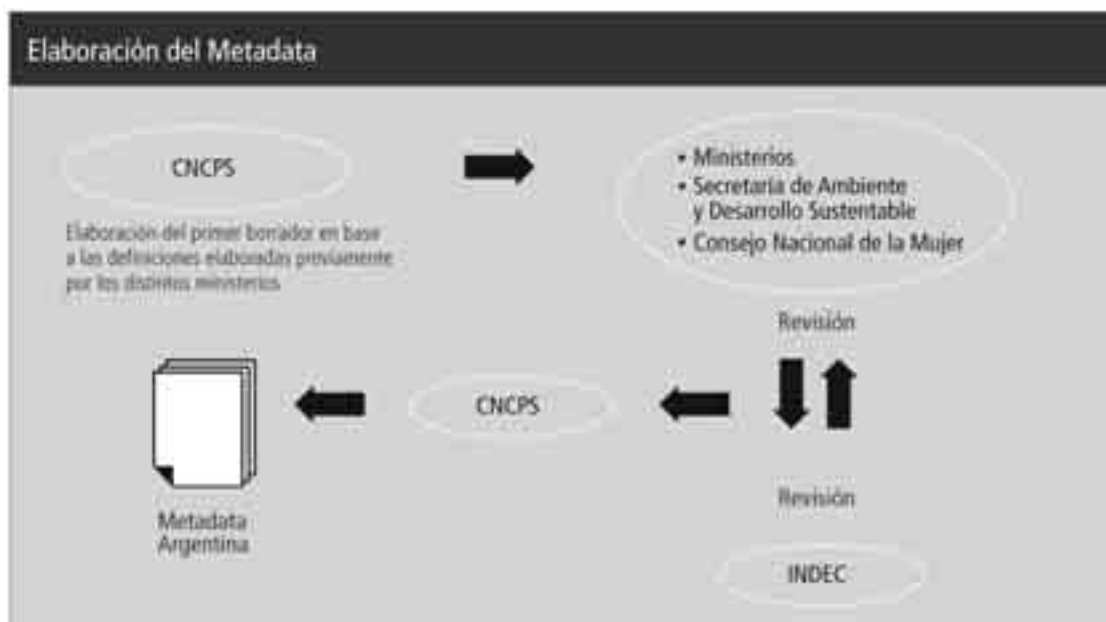 Elaboración del Metadata
CNCPS
• Ministerios
• Secretaría de Ambiente
y Desarrollo Sustentable
• Consejo Nacional de la Mujer
Elaboración del primer borrador en base
a las definiciones elaboradas previamente
por los distintos ministerios
Revisión
CNCPS
Metadata
Argentina
Revisión
INDEC